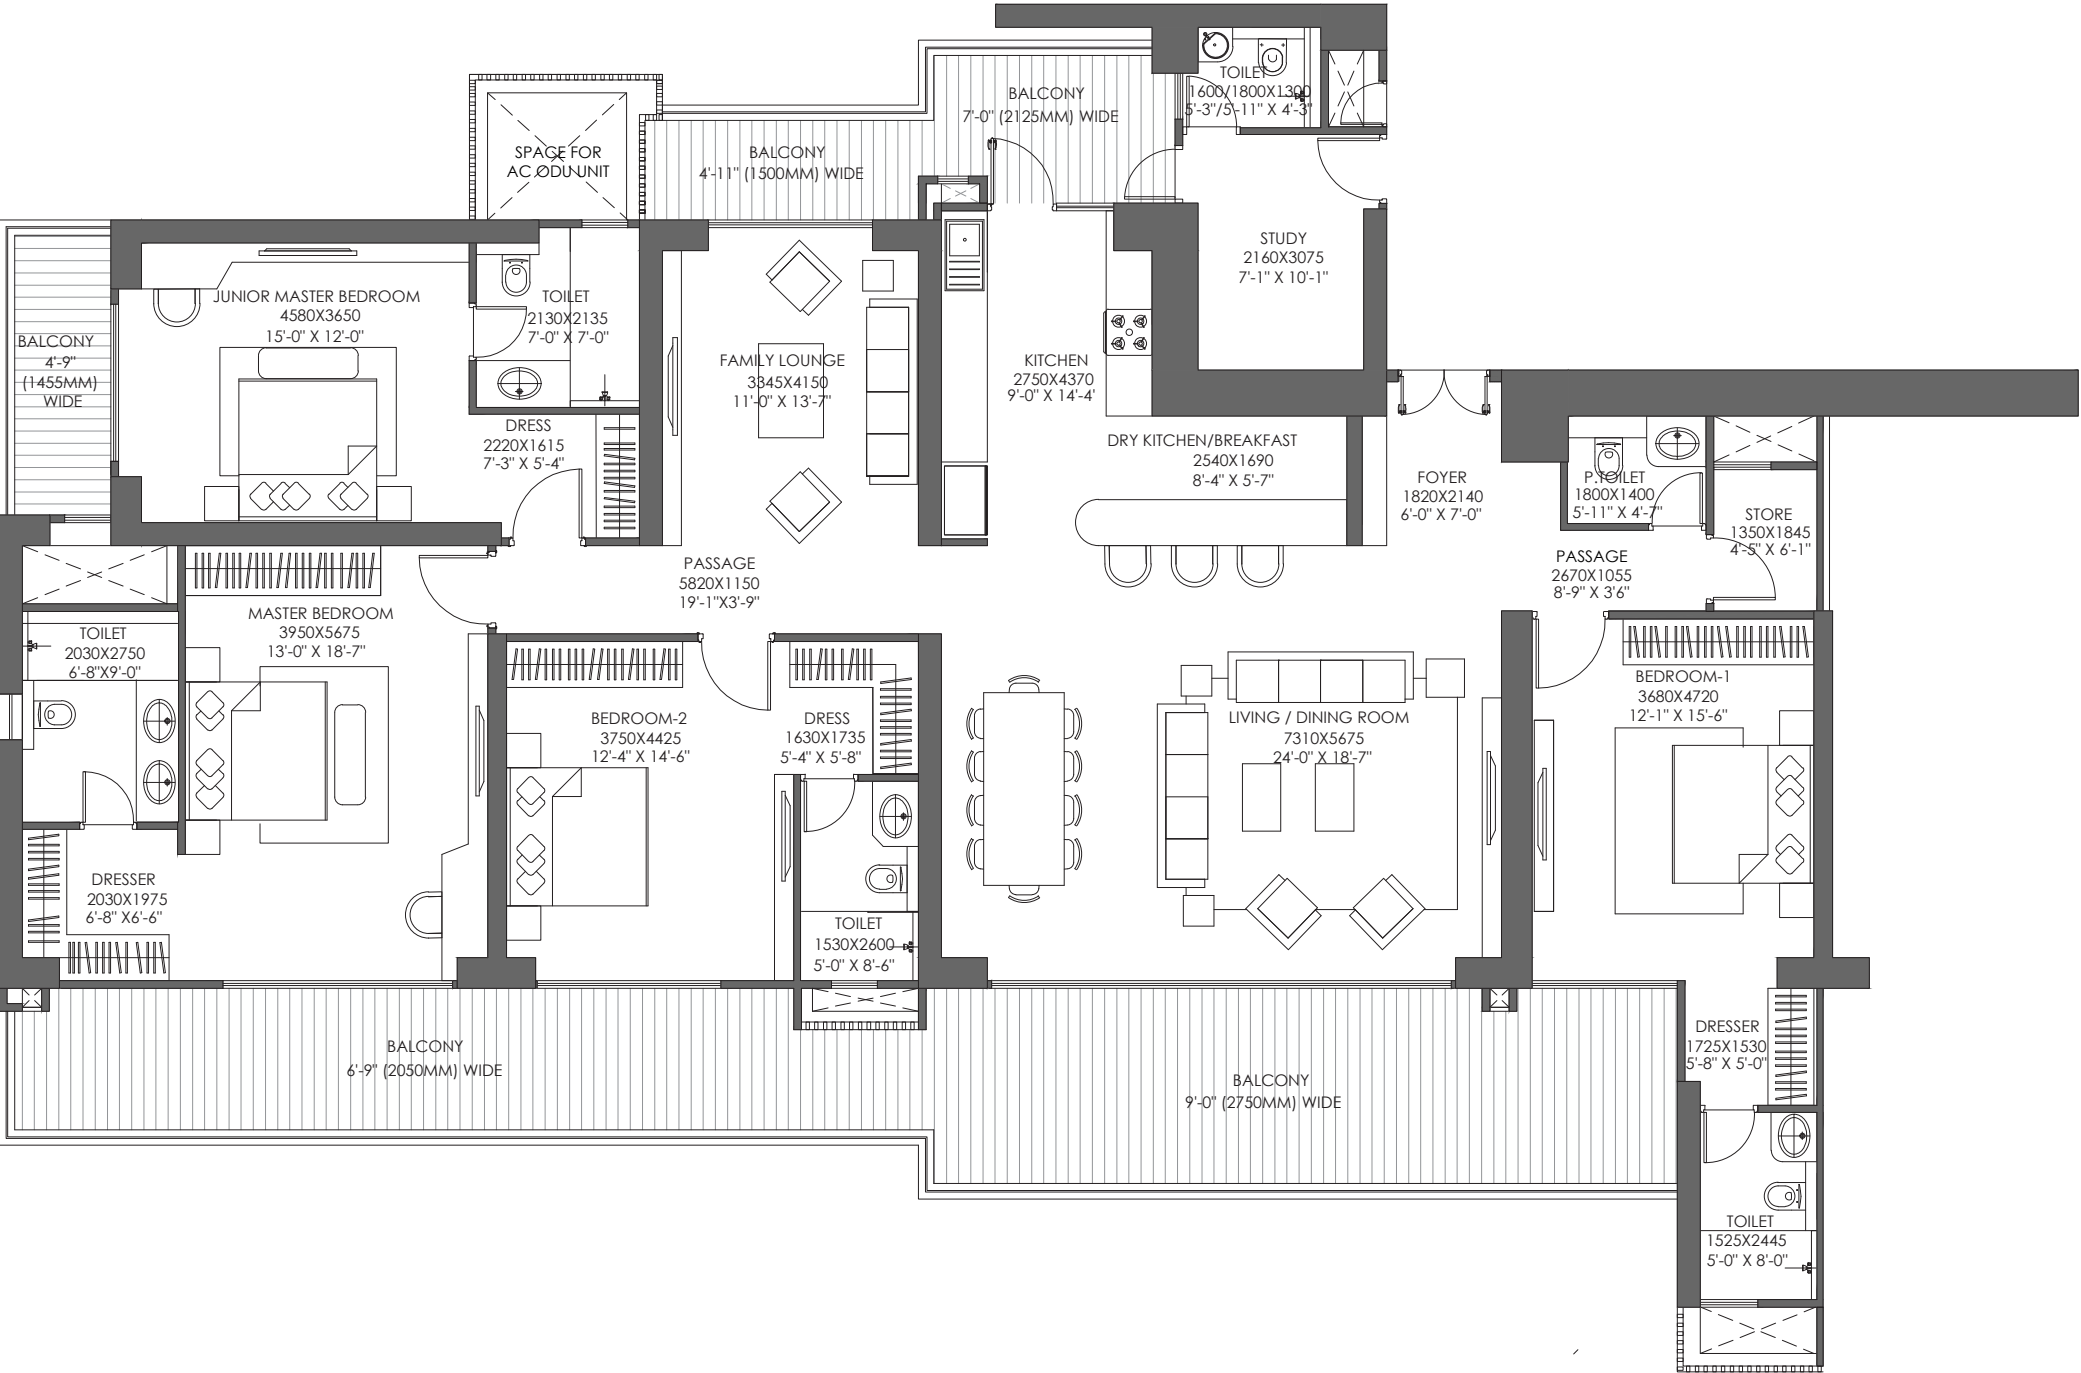 TOILET
1600/1800X1300
5'-3"/5'-11" X 4'-3"
BALCONY
7'-0" (2125MM) WIDE
BALCONY
4'-11" (1500MM) WIDE
SPACE FOR
AC ODU UNIT
STUDY
2160X3075
7'-1" X 10'-1"
JUNIOR MASTER BEDROOM
4580X3650
15'-0" X 12'-0"
TOILET
2130X2135
7'-0" X 7'-0"
BALCONY
4'-9"
(1455MM)
WIDE
FAMILY LOUNGE
3345X4150
11'-0" X 13'-7"
KITCHEN
2750X4370
9'-0" X 14'-4'
DRESS
2220X1615
7'-3" X 5'-4"
DRY KITCHEN/BREAKFAST
2540X1690
8'-4" X 5'-7"
FOYER
1820X2140
6'-0" X 7'-0"
P.TOILET
1800X1400
5'-11" X 4'-7"
STORE
1350X1845
4'-5" X 6'-1"
PASSAGE
5820X1150
19'-1"X3'-9"
PASSAGE
2670X1055
8'-9" X 3'6"
MASTER BEDROOM
3950X5675
13'-0" X 18'-7"
TOILET
2030X2750
6'-8"X9'-0"
BEDROOM-2
3750X4425
12'-4" X 14'-6"
DRESS
1630X1735
5'-4" X 5'-8"
LIVING / DINING ROOM
7310X5675
24'-0" X 18'-7"
BEDROOM-1
3680X4720
12'-1" X 15'-6"
DRESSER
2030X1975
6'-8" X6'-6"
TOILET
1530X2600
5'-0" X 8'-6"
BALCONY
6'-9" (2050MM) WIDE
BALCONY
9'-0" (2750MM) WIDE
DRESSER
1725X1530
5'-8" X 5'-0"
TOILET
1525X2445
5'-0" X 8'-0"